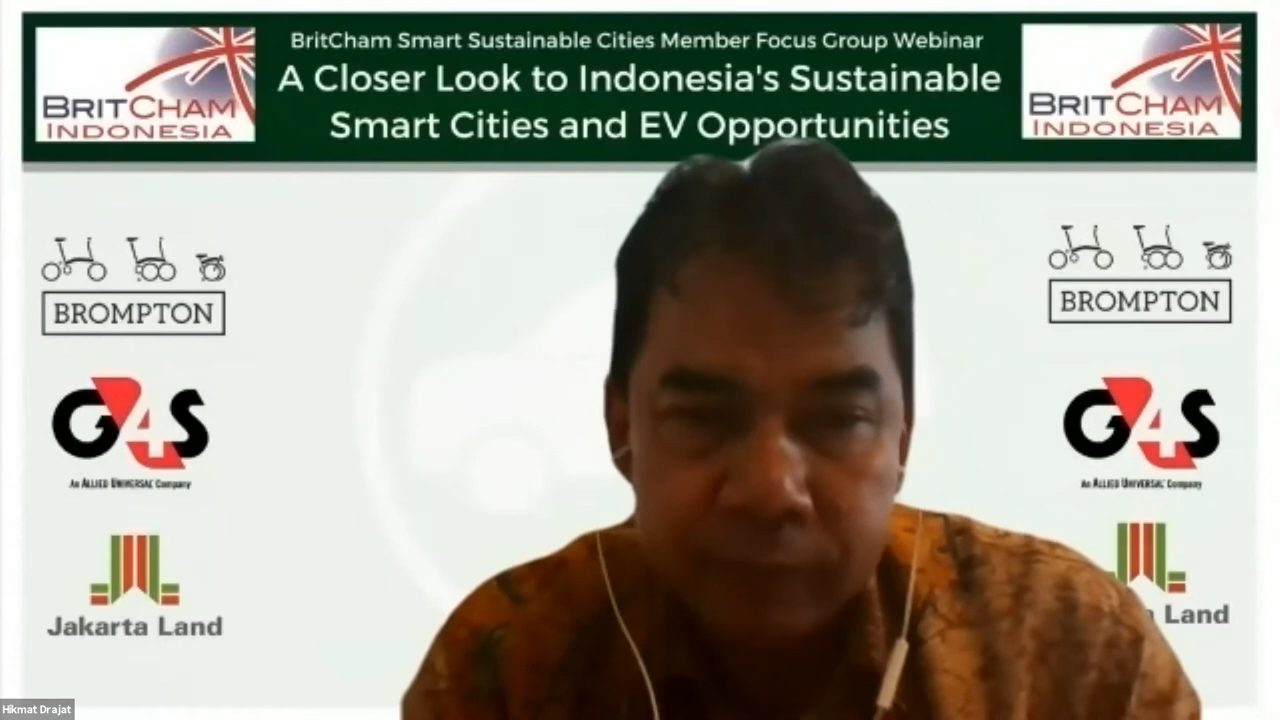 BritCham Smart Sustainable Cities Member Focus Group Webinar
A Closer Look to Indonesia's Sustainable
Smart Cities and EV Opportunities
BRITCHAM
INDONESIA
BRITCHAM
INDONESIA
BROMPTON
BROMPTON
G4S
An ALLIED UNIVERSAL Company
G4S
An ALLIED UNIVERSAL Company
Jakarta Land
Land
Hikmat Drajat